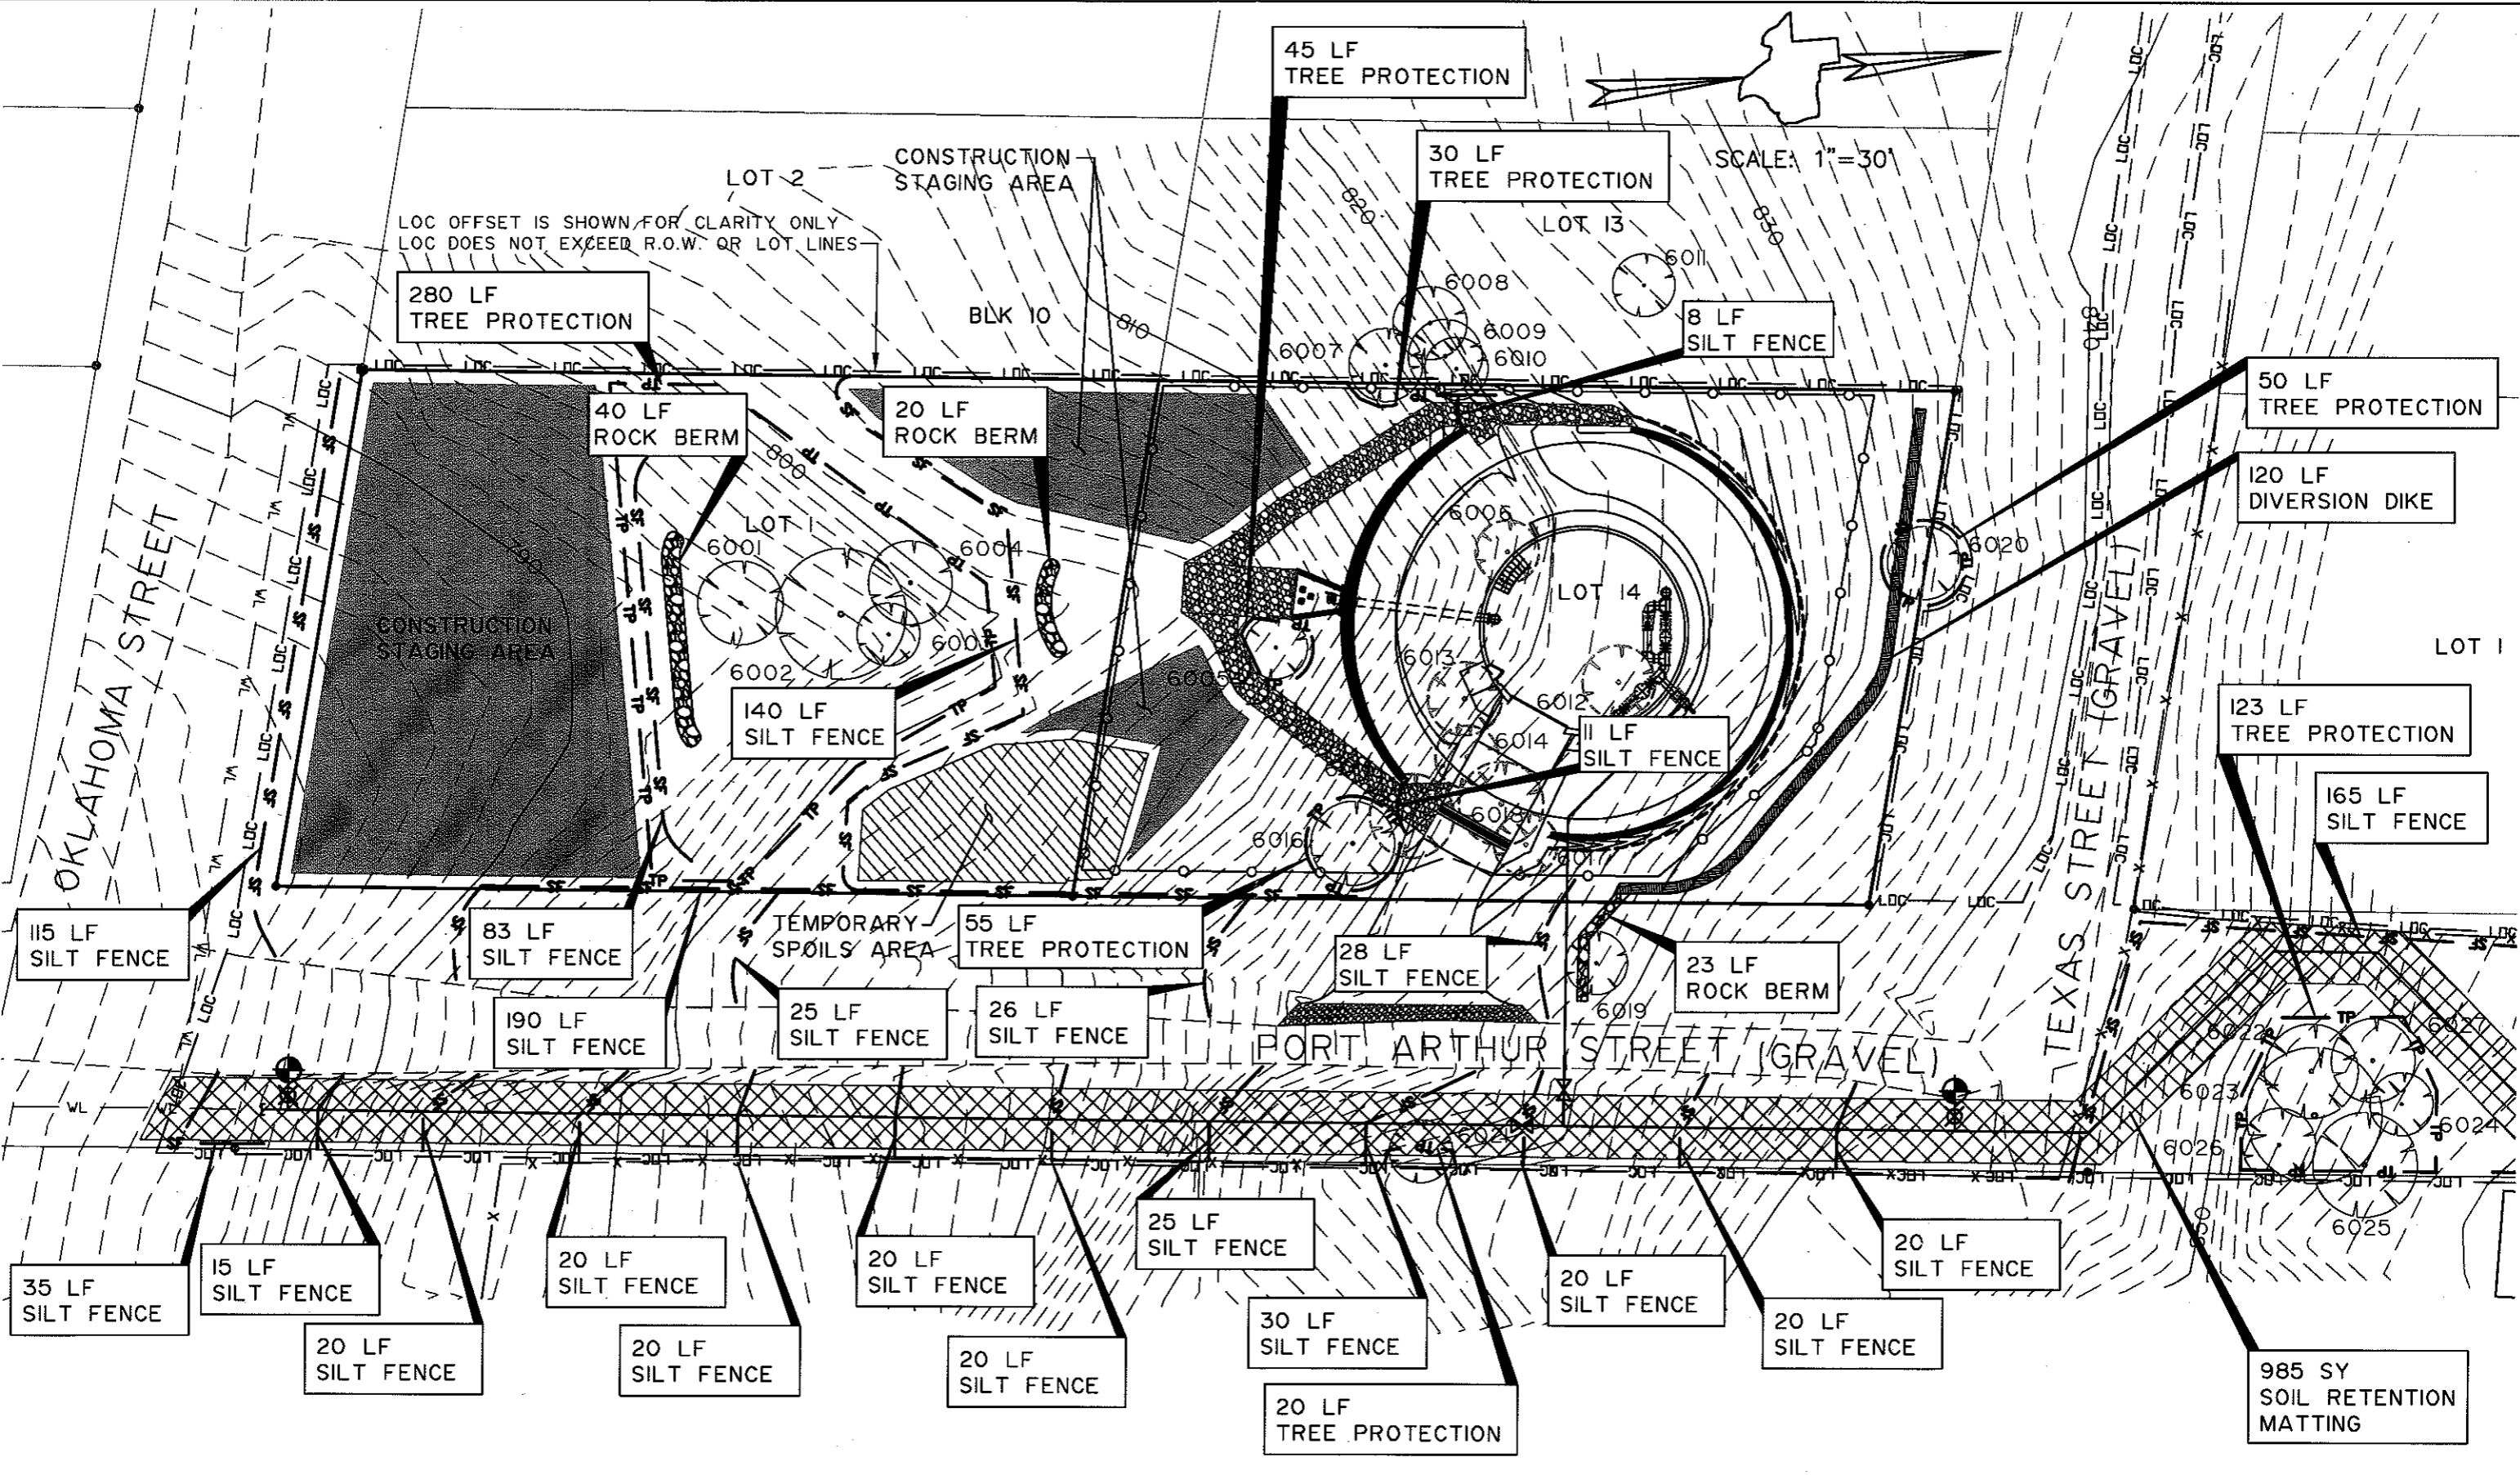 45 LF
TREE PROTECTION
30 LF
TREE PROTECTION
SCALE: 1"=30'
CONSTRUCTION
STAGING AREA
LOT 2
LOC OFFSET IS SHOWN FOR CLARITY ONLY
LOC DOES NOT EXCEED R.O.W. OR LOT LINES
820
830
LOT 13
6011
6008
280 LF
TREE PROTECTION
BLK 10
810
6007
6009
6010
8 LF
SILT FENCE
840
50 LF
TREE PROTECTION
40 LF
ROCK BERM
20 LF
ROCK BERM
800
120 LF
DIVERSION DIKE
LOT 1
6001
6004
6006
6020
790
LOT 14
CONSTRUCTION
STAGING AREA
OKLAHOMA STREET
6002
6005
6013
6012
LOT 1
140 LF
SILT FENCE
11 LF
SILT FENCE
6014
123 LF
TREE PROTECTION
165 LF
SILT FENCE
6016
6018
6017
TEXAS STREET (GRAVEL)
115 LF
SILT FENCE
83 LF
SILT FENCE
TEMPORARY
SPOILS AREA
55 LF
TREE PROTECTION
28 LF
SILT FENCE
23 LF
ROCK BERM
190 LF
SILT FENCE
25 LF
SILT FENCE
26 LF
SILT FENCE
6019
PORT ARTHUR STREET (GRAVEL)
6022
6027
6023
6024
6021
6026
6025
35 LF
SILT FENCE
15 LF
SILT FENCE
20 LF
SILT FENCE
20 LF
SILT FENCE
20 LF
SILT FENCE
20 LF
SILT FENCE
20 LF
SILT FENCE
25 LF
SILT FENCE
30 LF
SILT FENCE
20 LF
TREE PROTECTION
20 LF
SILT FENCE
20 LF
SILT FENCE
20 LF
SILT FENCE
985 SY
SOIL RETENTION
MATTING
LOC
SF
TP
WL
X